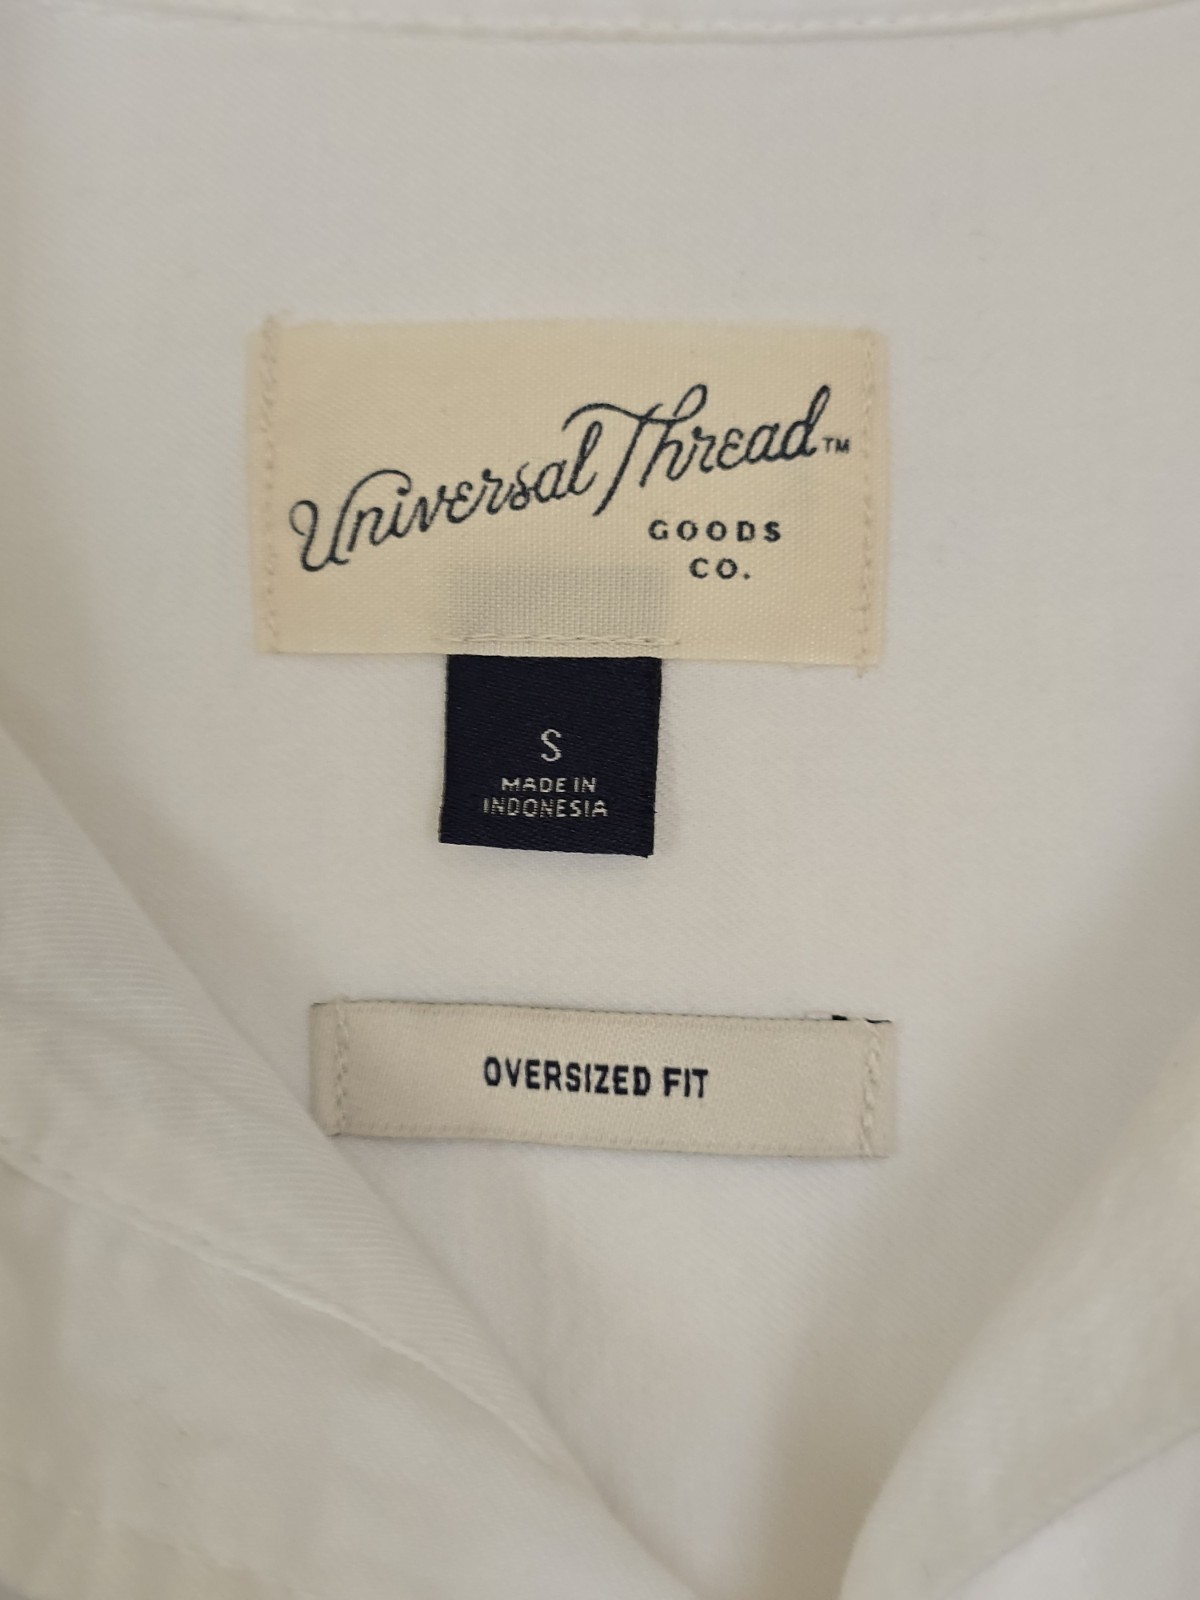 Universal Thread™
GOODS
CO.
S
MADE IN
INDONESIA
OVERSIZED FIT